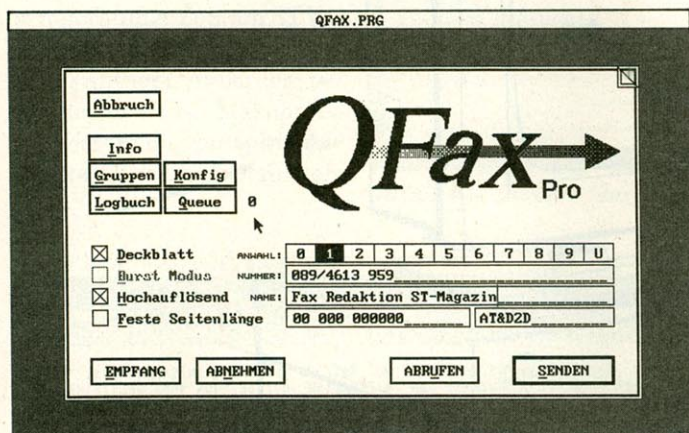 QFAX.PRG
Abbruch
QFax Pro
Info
Gruppen Konfig
Logbuch Queue 0
Deckblatt ANWAHL: 0 1 2 3 4 5 6 7 8 9 U
Burst Modus NUMMER: 089/4613 959
Hochauflösend NAME: Fax Redaktion ST-Magazin
Feste Seitenlänge 00 000 000000 AT&DZD
EMPFANG ABNEHMEN ABRUFEN SENDEN